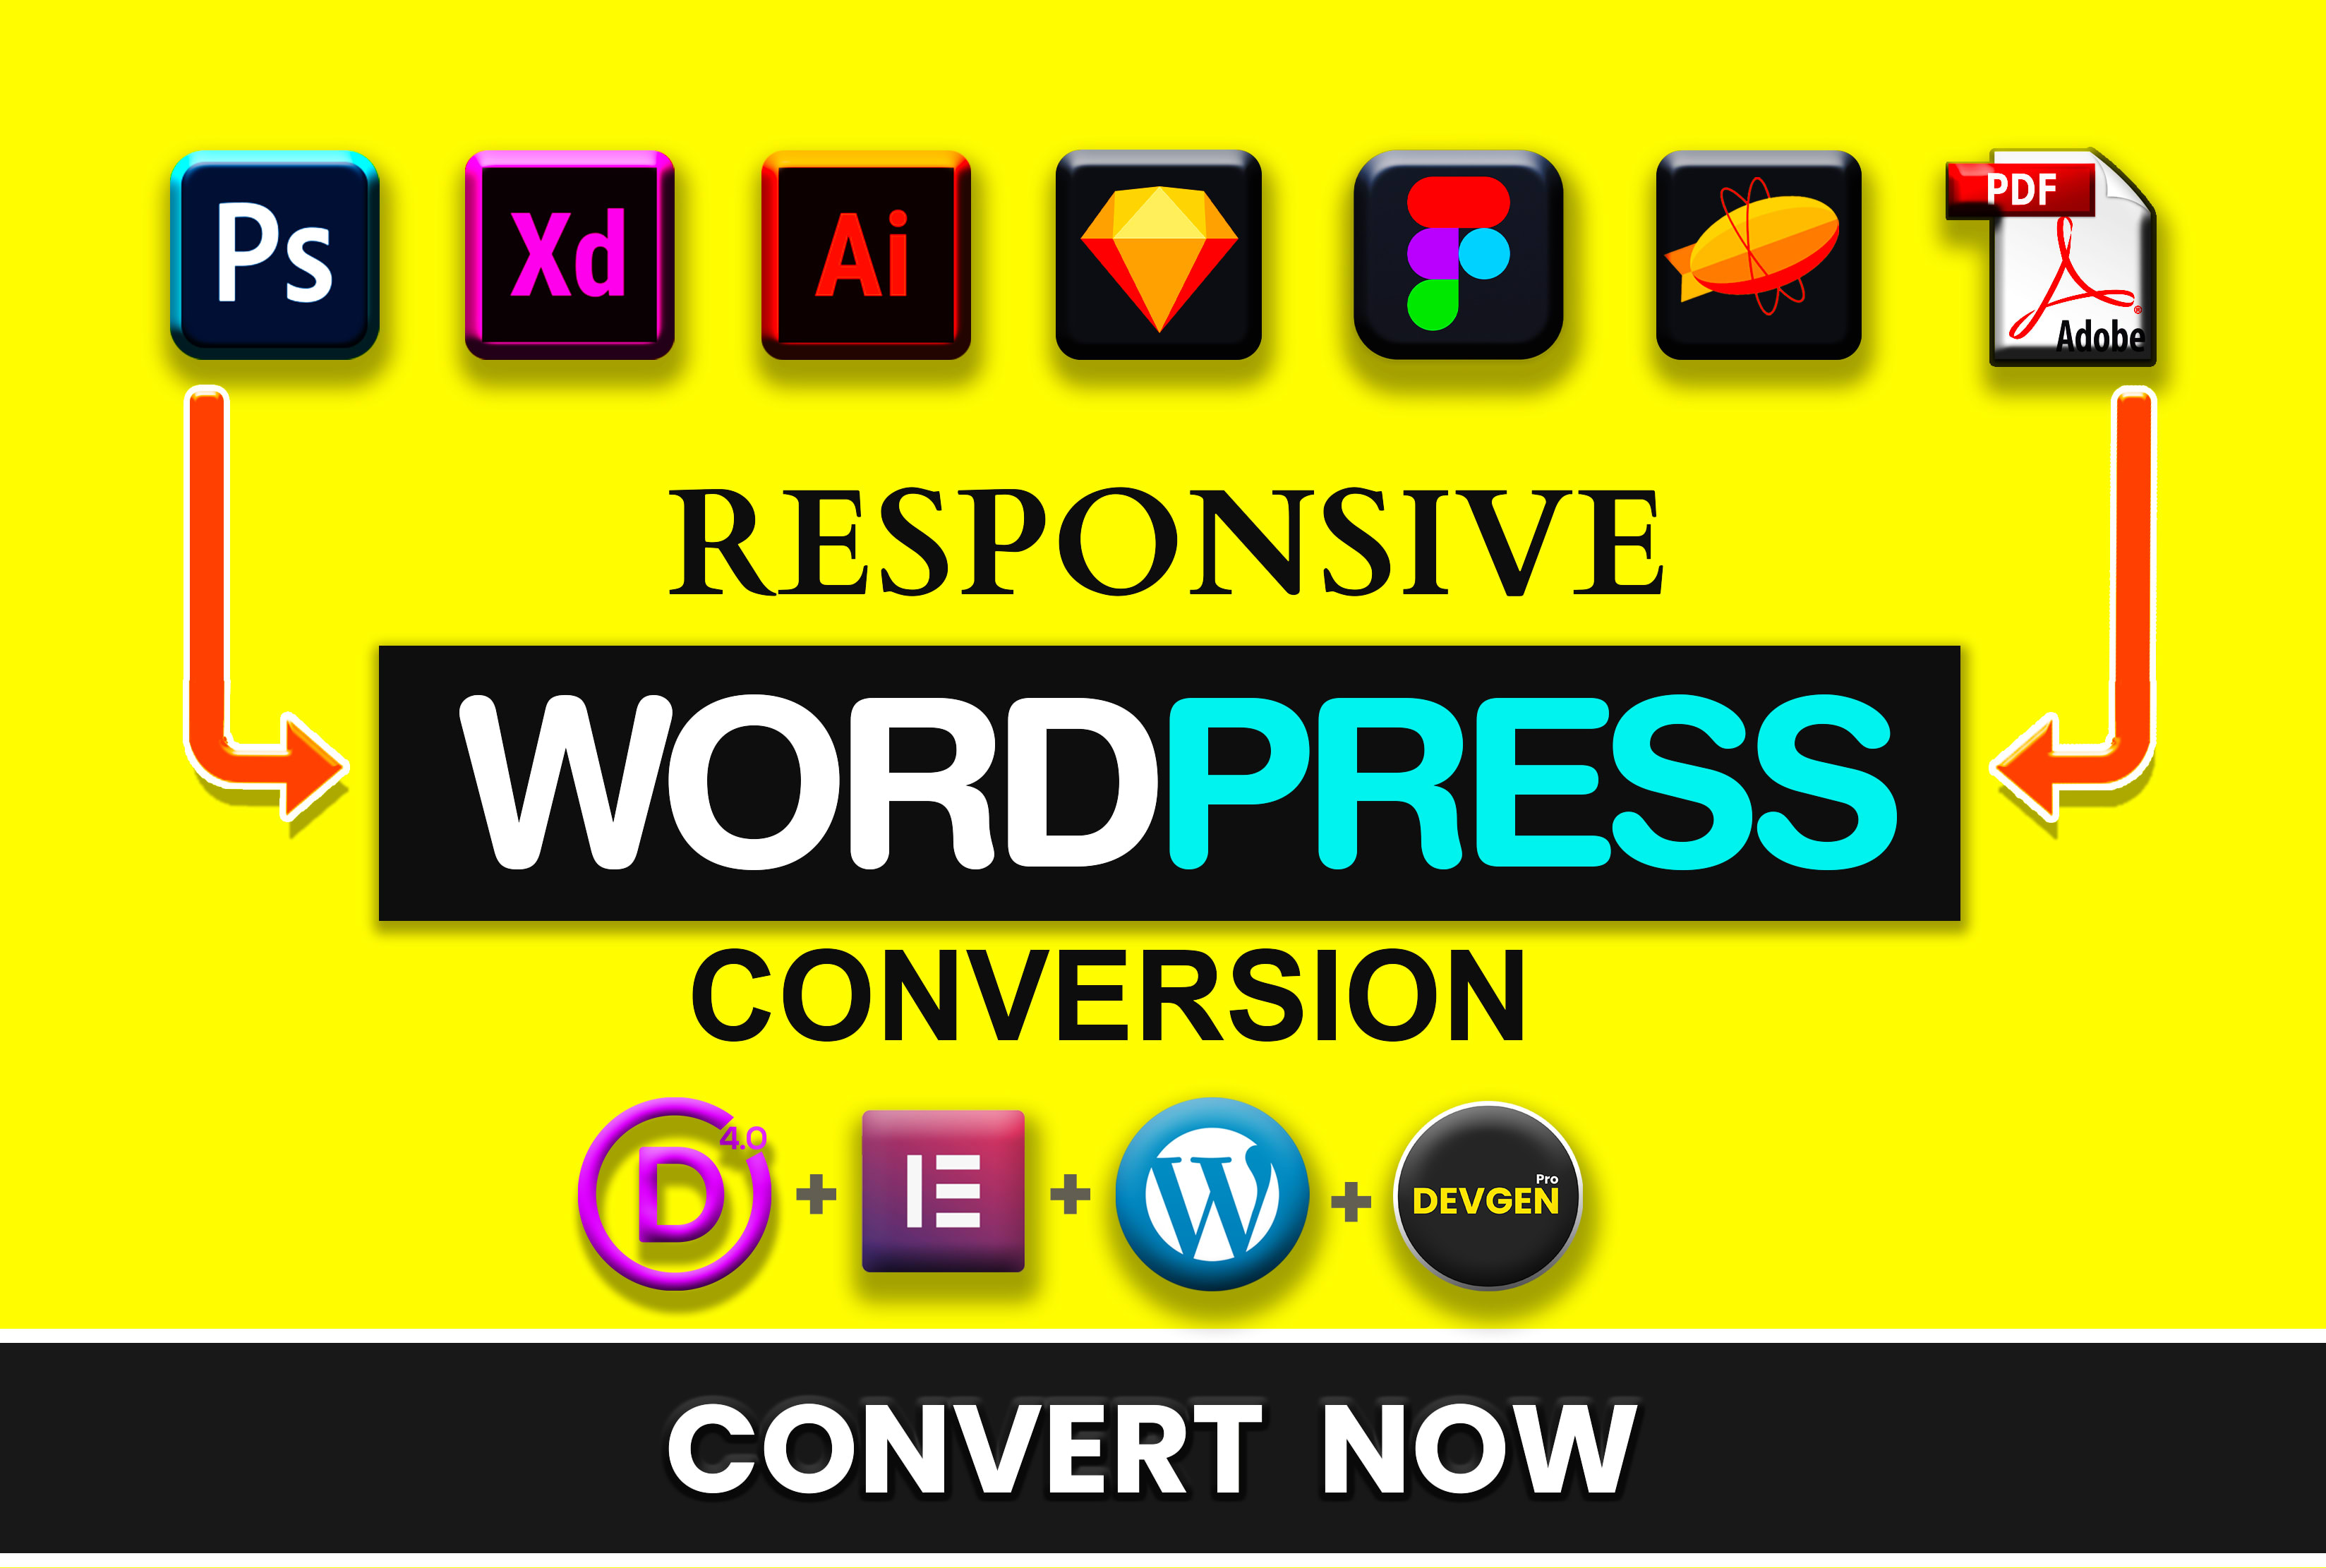 Ps Xd Ai PDF
Adobe®
RESPONSIVE
WORDPRESS
CONVERSION
D 4.0 + E + W + DEVGEN Pro
CONVERT NOW